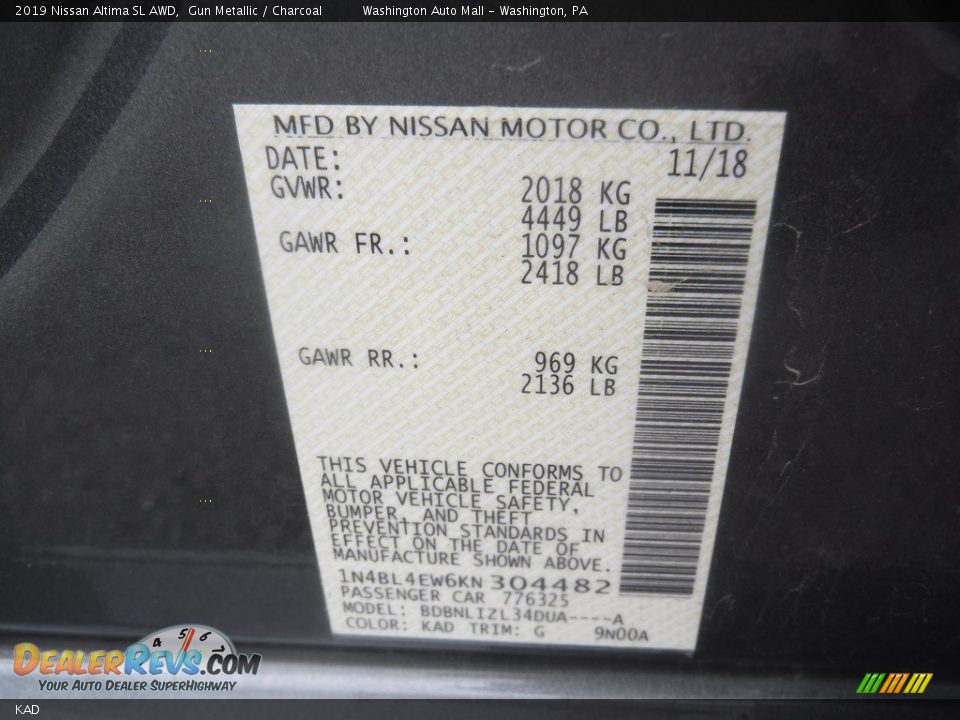 2019 Nissan Altima SL AWD, Gun Metallic / Charcoal Washington Auto Mall - Washington, PA
MFD BY NISSAN MOTOR CO., LTD.
DATE: 11/18
GVWR: 2018 KG
4449 LB
GAWR FR.: 1097 KG
2418 LB
GAWR RR.: 969 KG
2136 LB
THIS VEHICLE CONFORMS TO
ALL APPLICABLE FEDERAL
MOTOR VEHICLE SAFETY,
BUMPER, AND THEFT
PREVENTION STANDARDS IN
EFFECT ON THE DATE OF
MANUFACTURE SHOWN ABOVE.
1N4BL4EW6KN304482
PASSENGER CAR 776325
MODEL: BDBNLIZL34DUA----A
COLOR: KAD TRIM: G 9N00A
4 5 6
DEALERREVS.COM
YOUR AUTO DEALER SUPERHIGHWAY
KAD